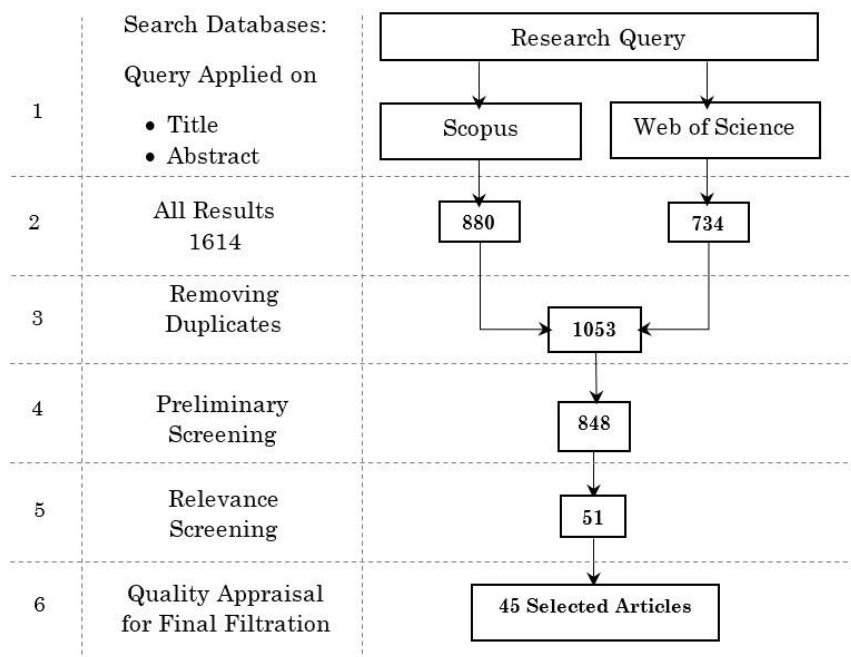 Search Databases:
Research Query
Query Applied on
1
• Title
• Abstract
Scopus
Web of Science
2
All Results
1614
880
734
3
Removing
Duplicates
1053
4
Preliminary
Screening
848
5
Relevance
Screening
51
6
Quality Appraisal
for Final Filtration
45 Selected Articles